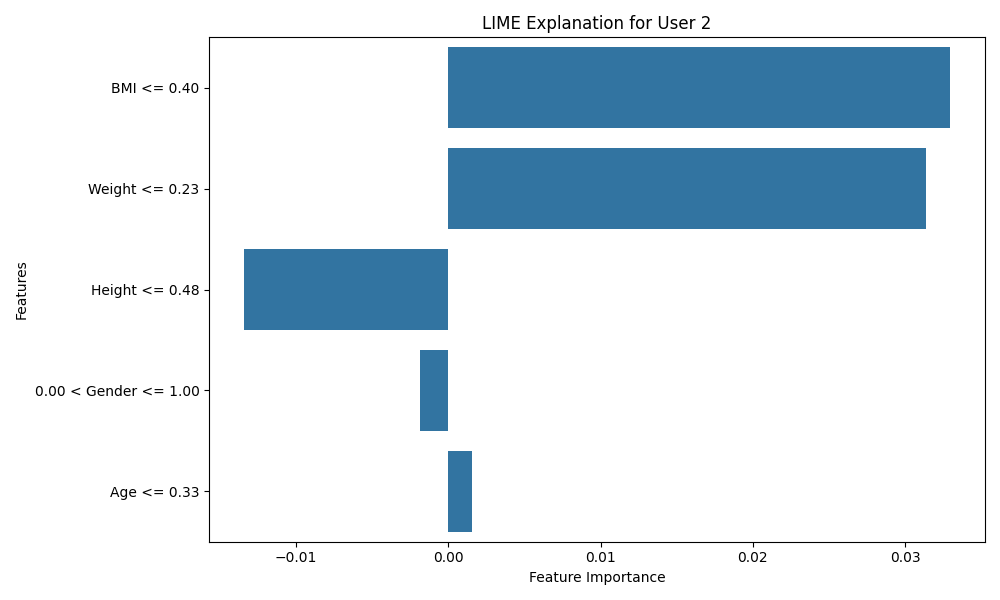 LIME Explanation for User 2
BMI <= 0.40
Weight <= 0.23
Height <= 0.48
0.00 < Gender <= 1.00
Age <= 0.33
Features
−0.01 0.00 0.01 0.02 0.03
Feature Importance